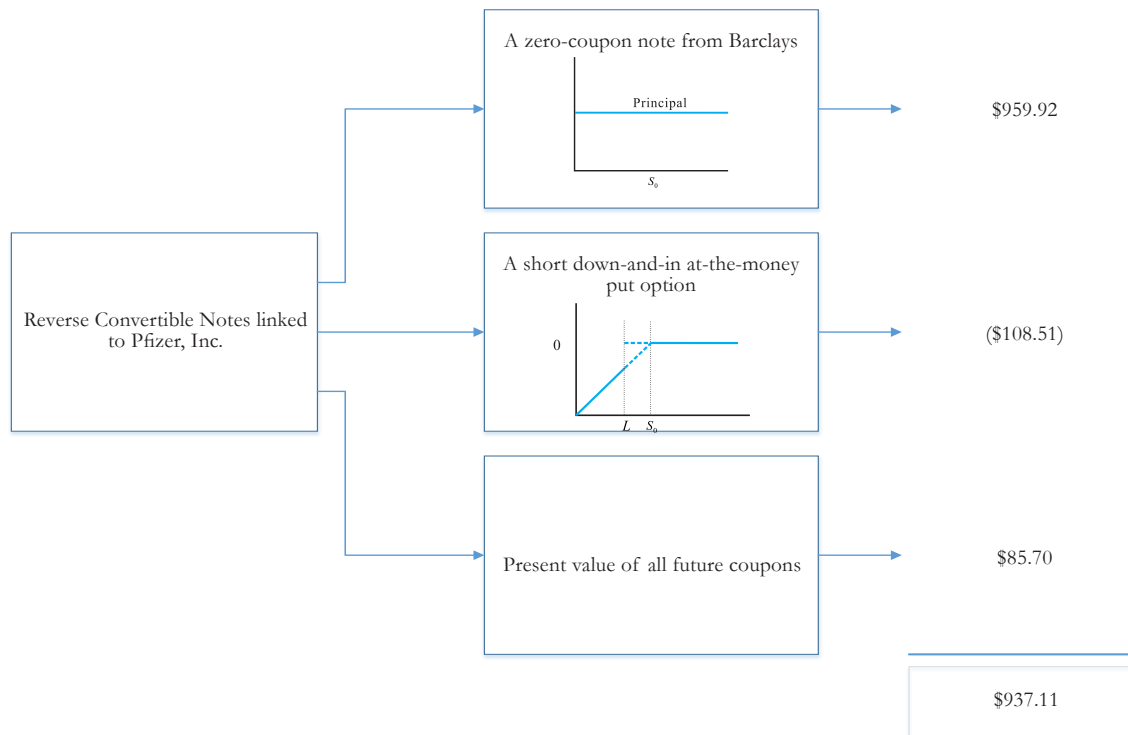 A zero-coupon note from Barclays
Principal
S₀
$959.92
Reverse Convertible Notes linked
to Pfizer, Inc.
A short down-and-in at-the-money
put option
0
L S₀
($108.51)
Present value of all future coupons
$85.70
$937.11